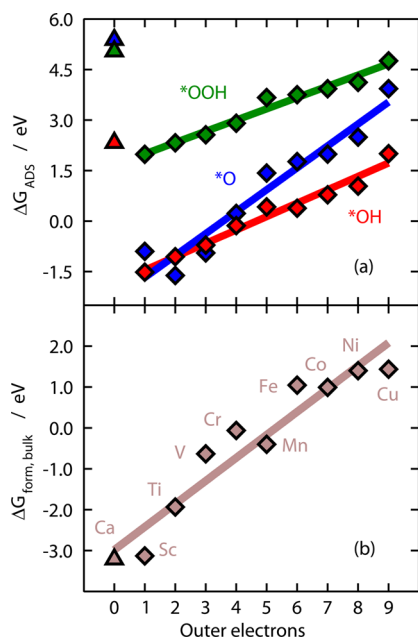 6.0
4.5
3.0
1.5
0.0
-1.5
ΔG_ADS / eV
*OOH
*O
*OH
(a)
2.0
1.0
0.0
-1.0
-2.0
-3.0
ΔG_form, bulk / eV
Ni
Co
Fe
Cu
Cr
Mn
V
Ti
Ca
Sc
(b)
0 1 2 3 4 5 6 7 8 9
Outer electrons